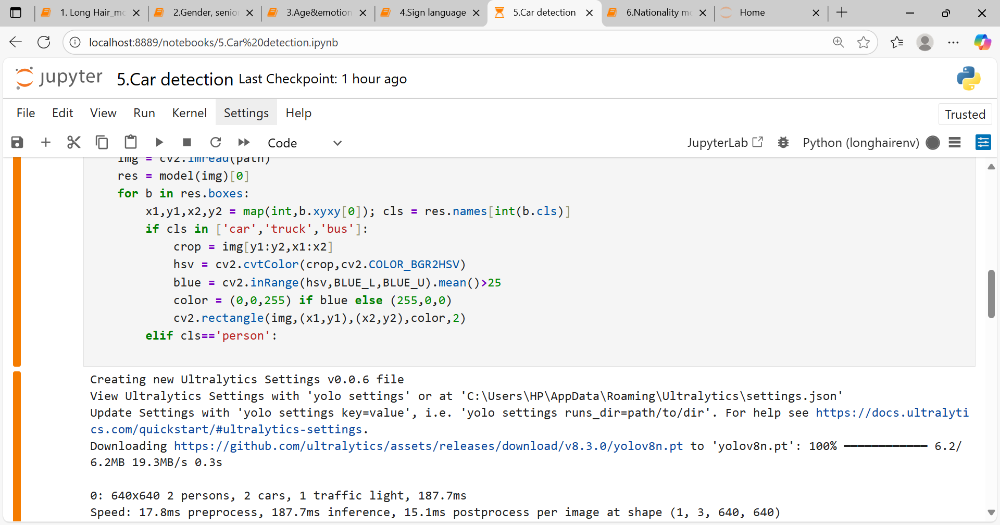 1. Long Hair_mo
2.Gender, senio
3.Age&emotion
4.Sign language
5.Car detection
6.Nationality mo
Home
localhost:8889/notebooks/5.Car%20detection.ipynb
jupyter 5.Car detection Last Checkpoint: 1 hour ago
File Edit View Run Kernel Settings Help
Trusted
Code
JupyterLab
Python (longhairenv)
img = cv2.imread(path)
res = model(img)[0]
for b in res.boxes:
x1,y1,x2,y2 = map(int,b.xyxy[0]); cls = res.names[int(b.cls)]
if cls in ['car','truck','bus']:
crop = img[y1:y2,x1:x2]
hsv = cv2.cvtColor(crop,cv2.COLOR_BGR2HSV)
blue = cv2.inRange(hsv,BLUE_L,BLUE_U).mean()>25
color = (0,0,255) if blue else (255,0,0)
cv2.rectangle(img,(x1,y1),(x2,y2),color,2)
elif cls=='person':
Creating new Ultralytics Settings v0.0.6 file
View Ultralytics Settings with 'yolo settings' or at 'C:\Users\HP\AppData\Roaming\Ultralytics\settings.json'
Update Settings with 'yolo settings key=value', i.e. 'yolo settings runs_dir=path/to/dir'. For help see https://docs.ultralyti
cs.com/quickstart/#ultralytics-settings.
Downloading https://github.com/ultralytics/assets/releases/download/v8.3.0/yolov8n.pt to 'yolov8n.pt': 100% ━━━━━━━━━━━━ 6.2/
6.2MB 19.3MB/s 0.3s
0: 640x640 2 persons, 2 cars, 1 traffic light, 187.7ms
Speed: 17.8ms preprocess, 187.7ms inference, 15.1ms postprocess per image at shape (1, 3, 640, 640)